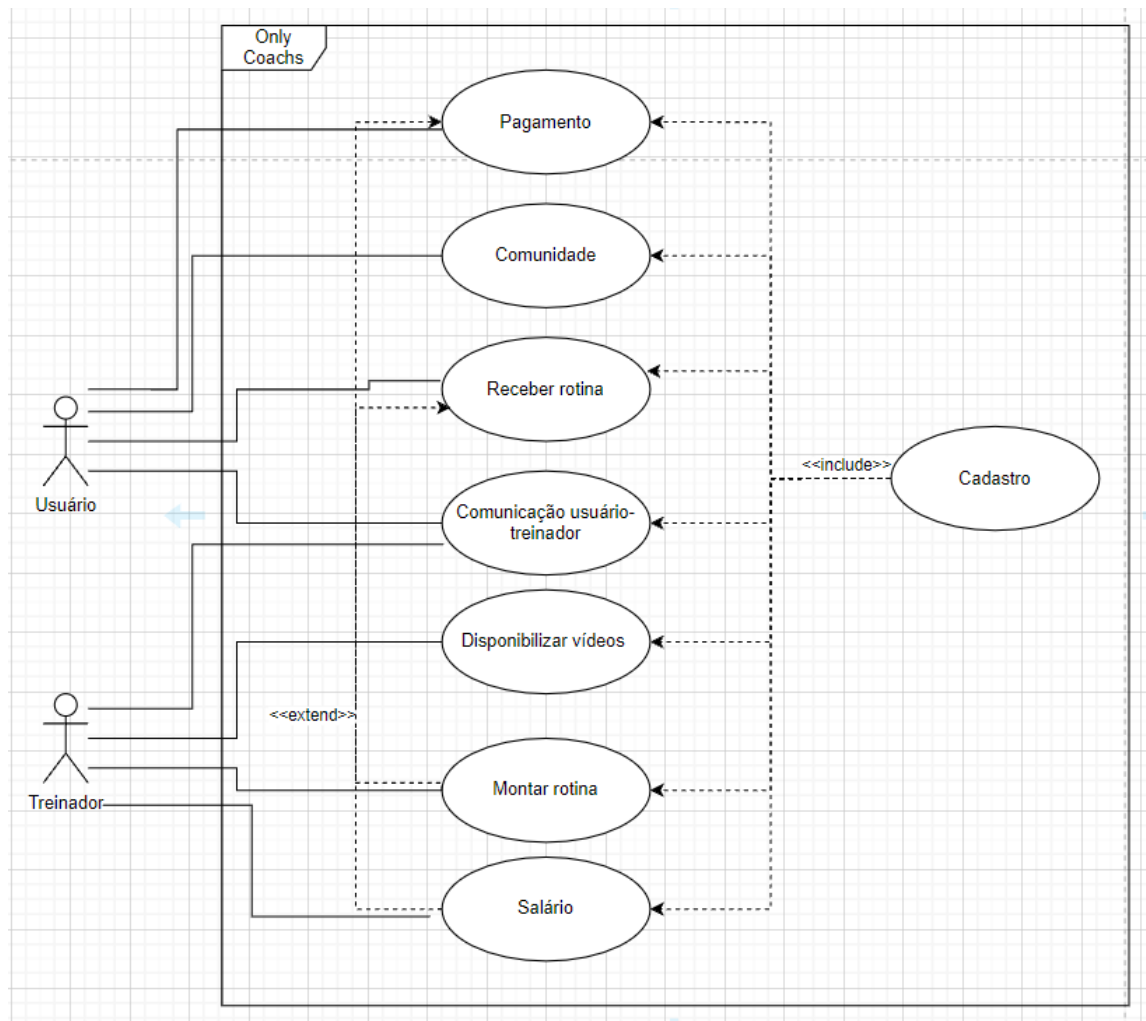 Only
Coachs
Pagamento
Comunidade
Receber rotina
<<include>>
Cadastro
Usuário
Comunicação usuário-
treinador
Disponibilizar vídeos
<<extend>>
Montar rotina
Treinador
Salário